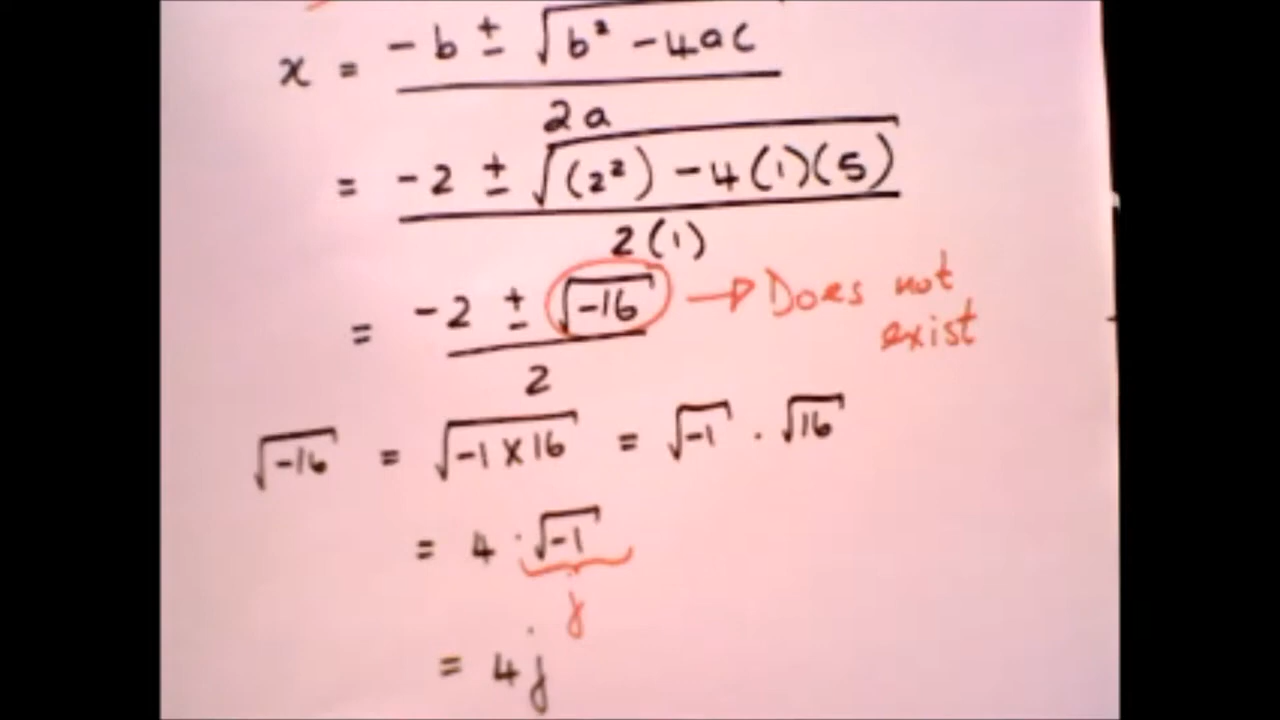 x = -b ± √(b² - 4ac)
2a
= -2 ± √((2²) - 4(1)(5))
2(1)
= -2 ± √-16 → Does not
exist
2
√-16 = √-1 × 16 = √-1 . √16
= 4 . √-1
j
= 4j